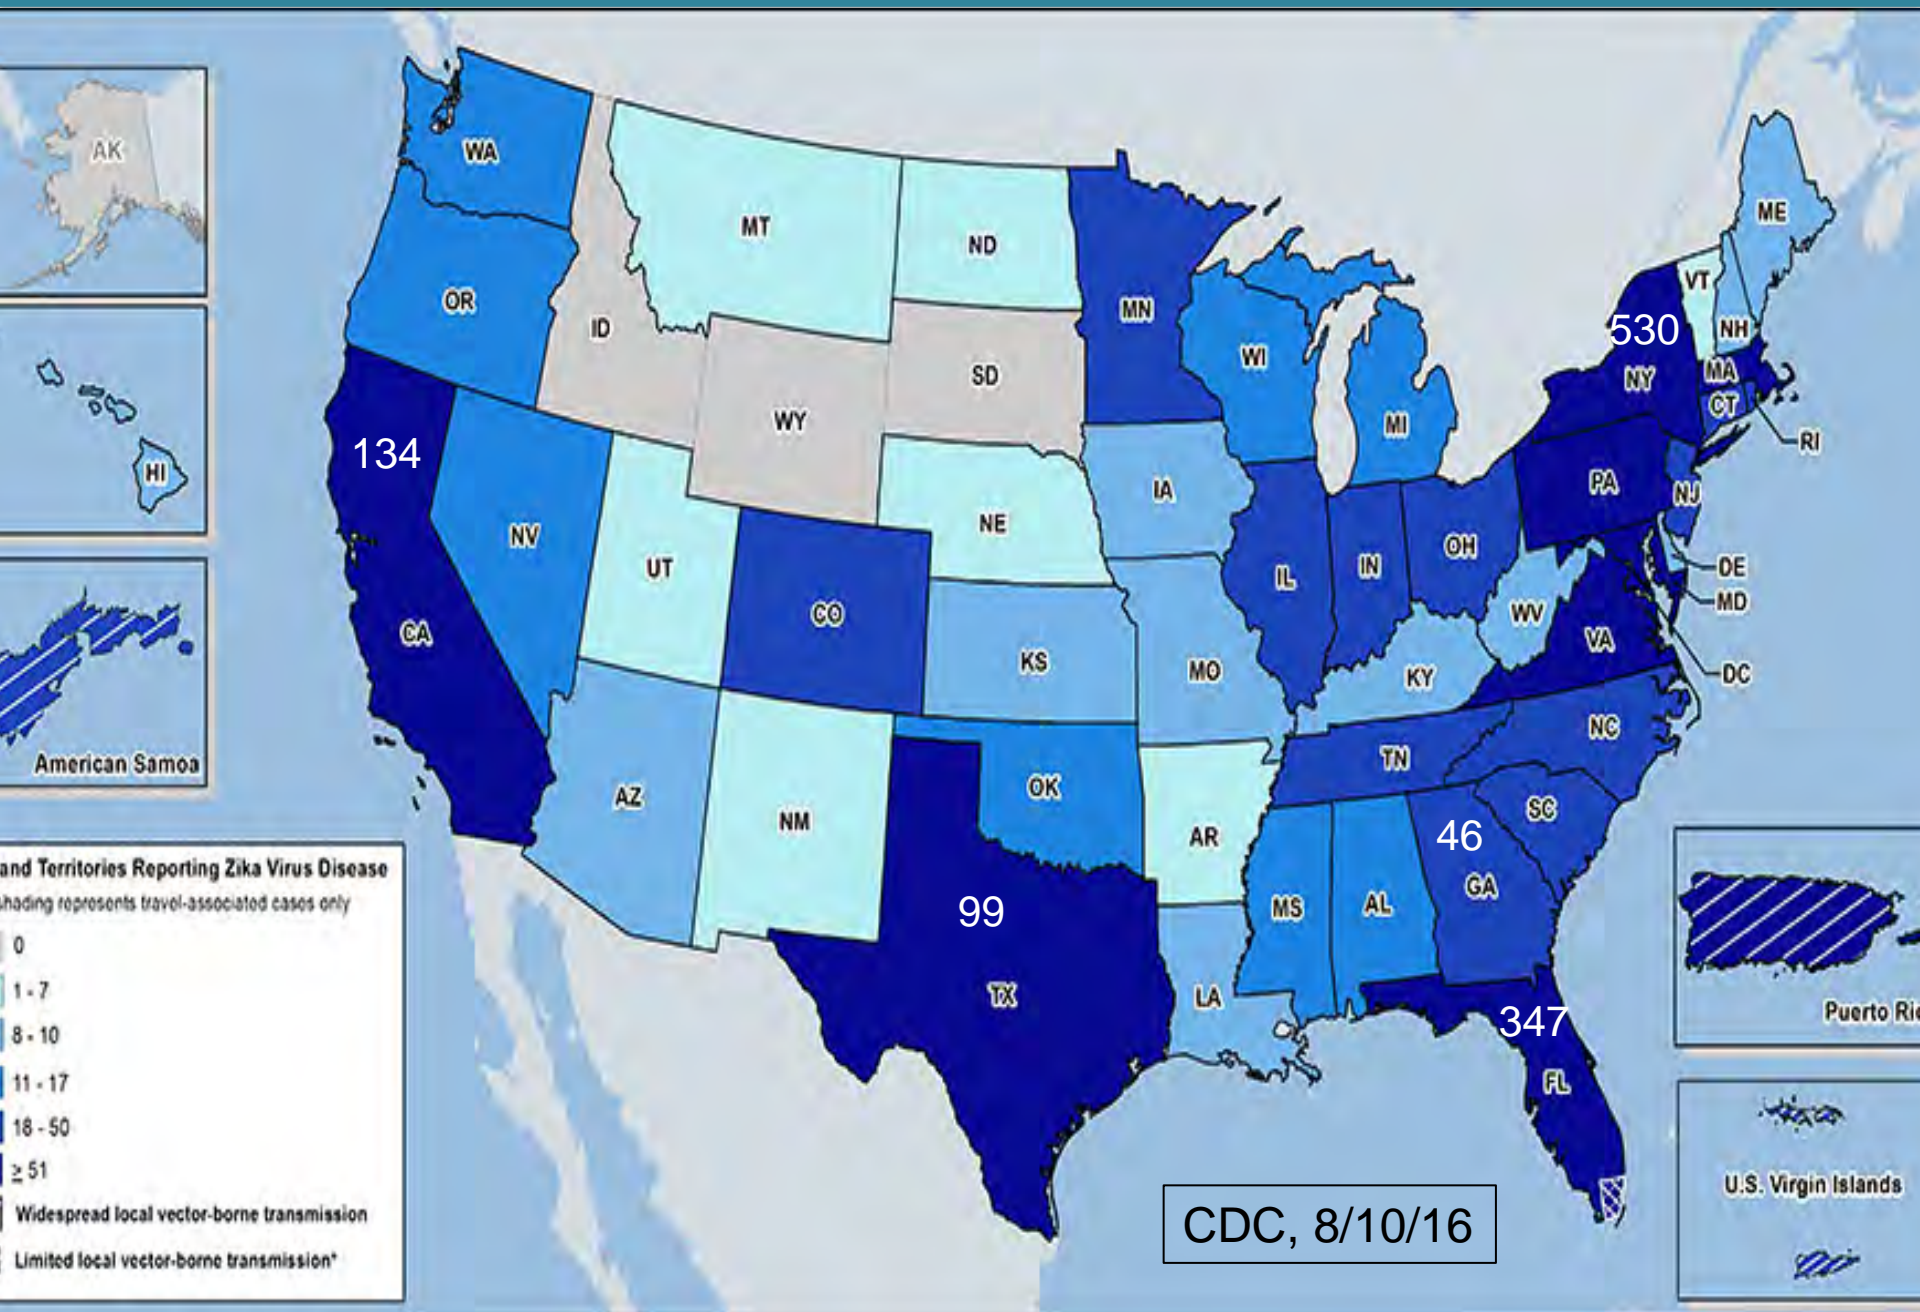 AK
HI
American Samoa
WA
OR
CA
134
NV
ID
MT
WY
UT
CO
AZ
NM
ND
SD
NE
KS
OK
TX
99
MN
IA
MO
AR
LA
WI
IL
MI
IN
OH
KY
TN
MS
AL
GA
46
FL
347
SC
NC
VA
WV
PA
NY
530
VT
NH
ME
MA
CT
RI
NJ
DE
MD
DC
and Territories Reporting Zika Virus Disease
shading represents travel-associated cases only
0
1 - 7
8 - 10
11 - 17
18 - 50
≥ 51
Widespread local vector-borne transmission
Limited local vector-borne transmission*
CDC, 8/10/16
Puerto Ric
U.S. Virgin Islands